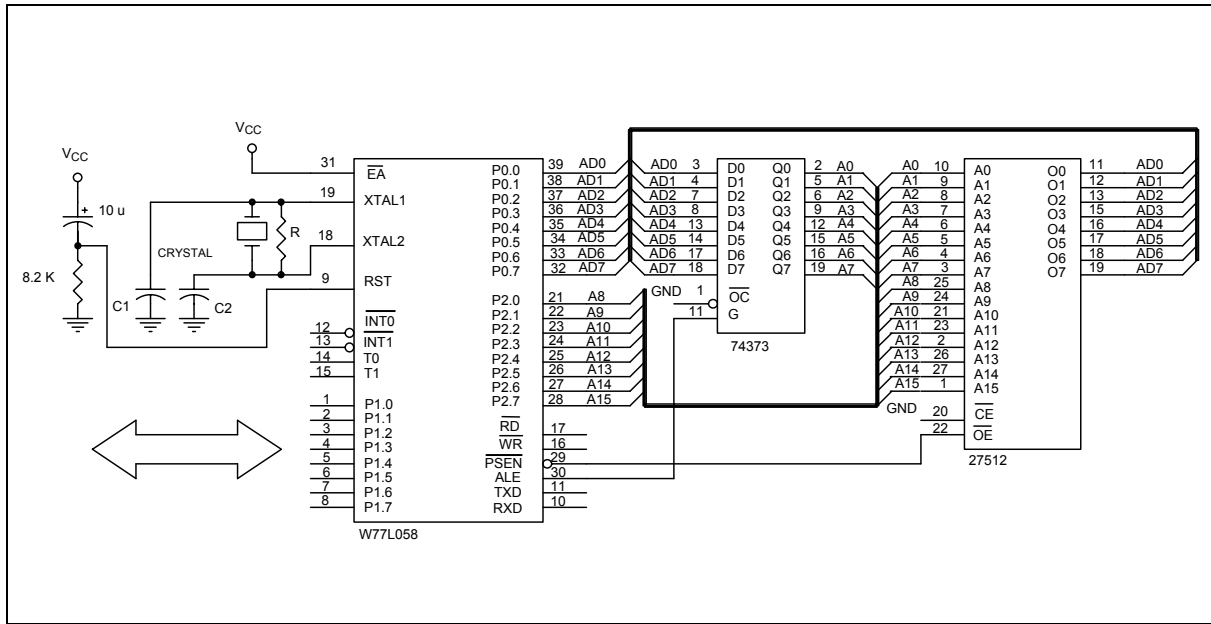 VCC
10 u
8.2 K
VCC
CRYSTAL
R
C1
C2
31 EA
19 XTAL1
18 XTAL2
9 RST
12 INT0
13 INT1
14 T0
15 T1
1 P1.0
2 P1.1
3 P1.2
4 P1.3
5 P1.4
6 P1.5
7 P1.6
8 P1.7
P0.0 39 AD0
P0.1 38 AD1
P0.2 37 AD2
P0.3 36 AD3
P0.4 35 AD4
P0.5 34 AD5
P0.6 33 AD6
P0.7 32 AD7
P2.0 21 A8
P2.1 22 A9
P2.2 23 A10
P2.3 24 A11
P2.4 25 A12
P2.5 26 A13
P2.6 27 A14
P2.7 28 A15
RD 17
WR 16
PSEN 29
ALE 30
TXD 11
RXD 10
W77L058
AD0 3 D0 Q0 2 A0
AD1 4 D1 Q1 5 A1
AD2 7 D2 Q2 6 A2
AD3 8 D3 Q3 9 A3
AD4 13 D4 Q4 12 A4
AD5 14 D5 Q5 15 A5
AD6 17 D6 Q6 16 A6
AD7 18 D7 Q7 19 A7
GND 1 OC
11 G
74373
A0 10 A0 O0 11 AD0
A1 9 A1 O1 12 AD1
A2 8 A2 O2 13 AD2
A3 7 A3 O3 15 AD3
A4 6 A4 O4 16 AD4
A5 5 A5 O5 17 AD5
A6 4 A6 O6 18 AD6
A7 3 A7 O7 19 AD7
A8 25 A8
A9 24 A9
A10 21 A10
A11 23 A11
A12 2 A12
A13 26 A13
A14 27 A14
A15 1 A15
GND 20 CE
22 OE
27512